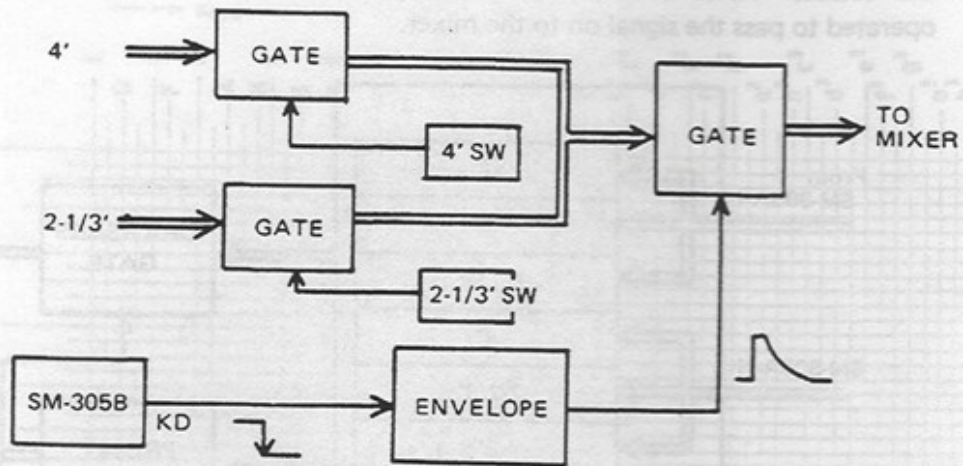 operated to pass the signal on to the mixer.
4'
GATE
4' SW
2-1/3'
GATE
2-1/3' SW
GATE
TO
MIXER
SM-305B
KD
ENVELOPE